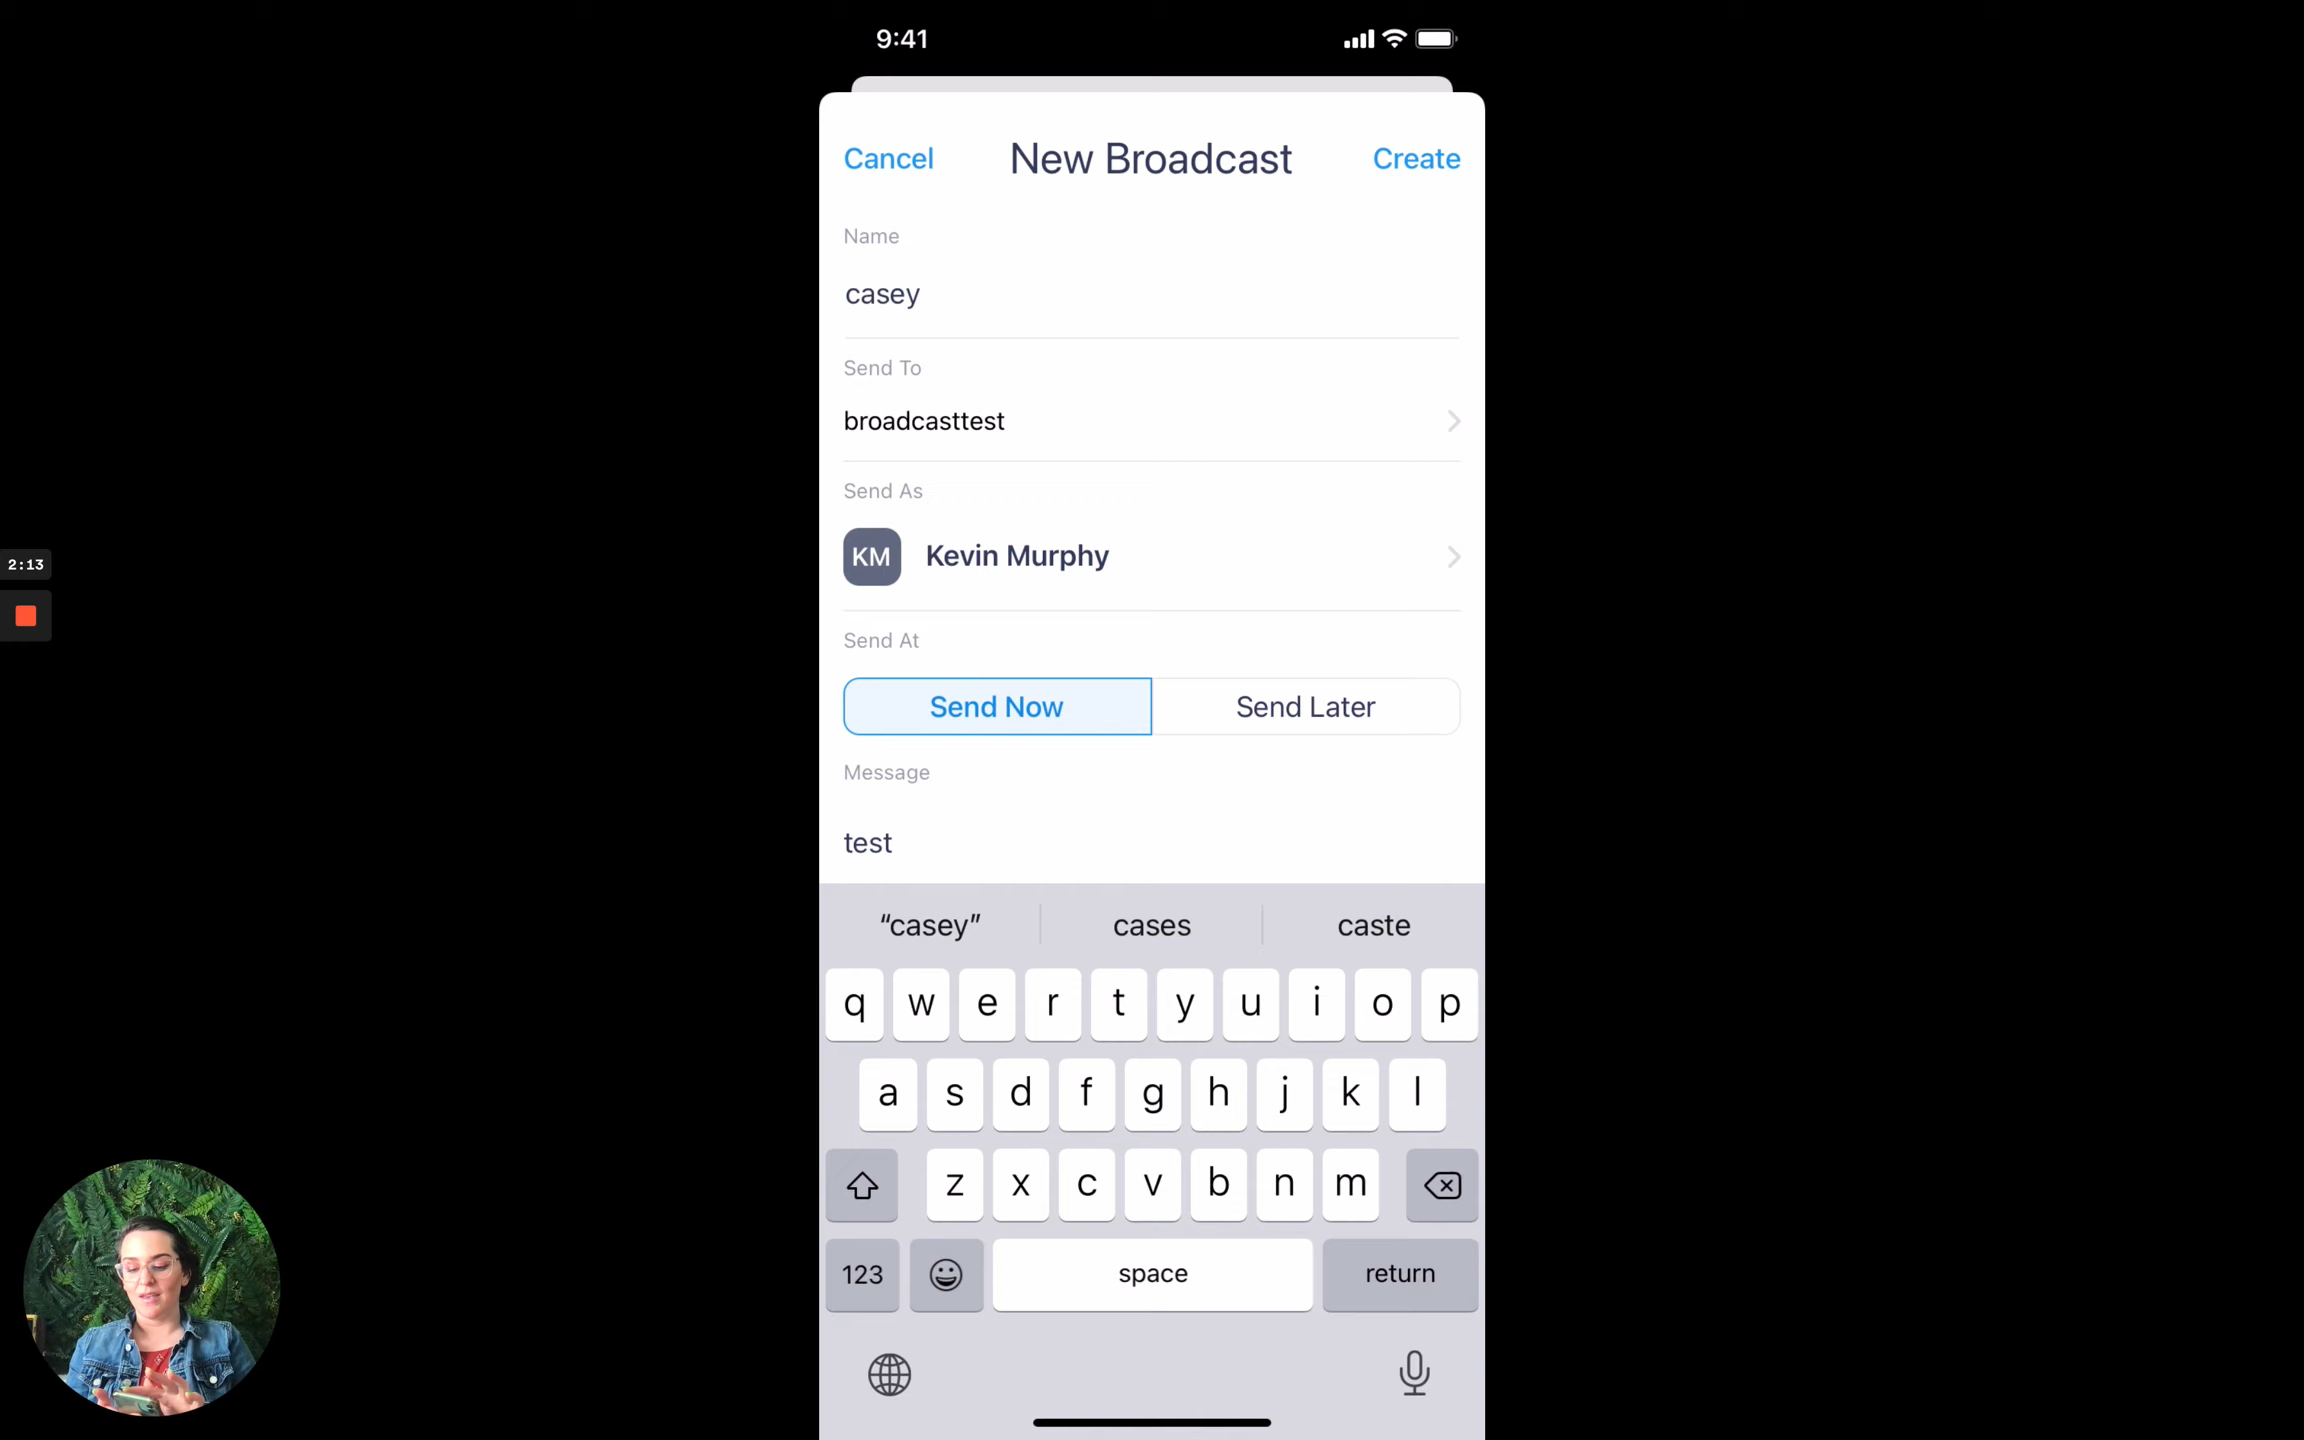 9:41
Cancel New Broadcast Create
Name
casey
Send To
broadcasttest
Send As
KM Kevin Murphy
Send At
Send Now Send Later
Message
test
2:13
“casey” cases caste
q w e r t y u i o p
a s d f g h j k l
z x c v b n m
123 space return